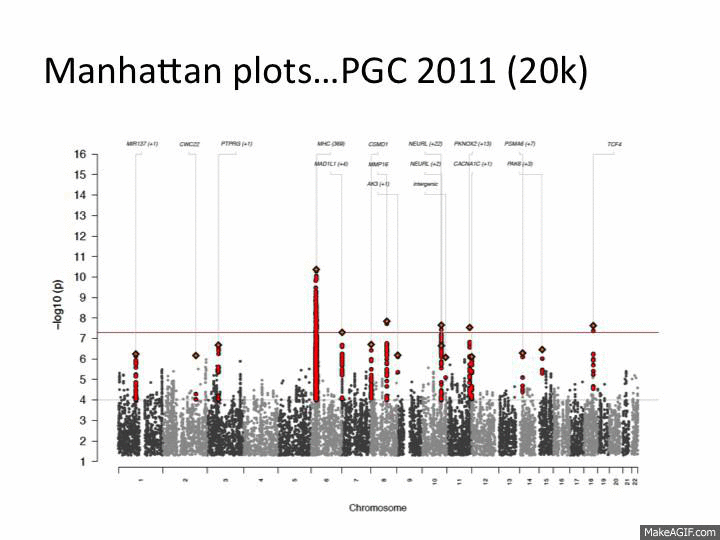 Manhattan plots...PGC 2011 (20k)
MIR137 (+1) CWC22 PTPRG (+1) MHC (369) CSMD1 NEURL (+22) PKNOX2 (+13) PSMA6 (+7) TCF4
MAD1L1 (+4) MMP16 NEURL (+2) CACNA1C (+1) PAK6 (+3)
AK3 (+1) intergenic
16
15
14
13
12
11
10
9
8
7
6
5
4
3
2
1
−log10 (p)
1 2 3 4 5 6 7 8 9 10 11 12 13 14 15 16 17 18 19 20 21 22
Chromosome
MakeAGIF.com